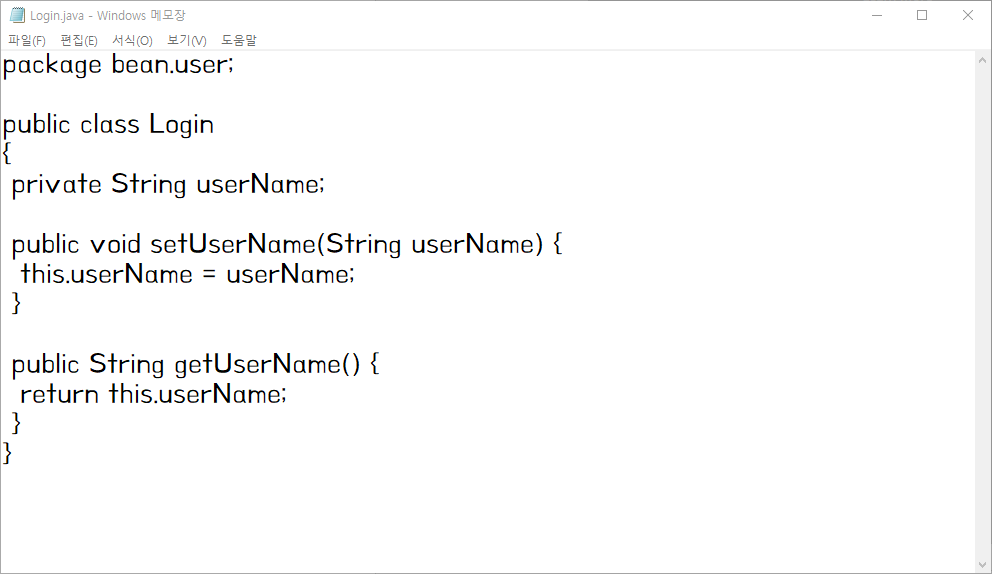 Login.java - Windows 메모장
파일(F) 편집(E) 서식(O) 보기(V) 도움말
package bean.user;
public class Login
{
private String userName;
public void setUserName(String userName) {
this.userName = userName;
}
public String getUserName() {
return this.userName;
}
}